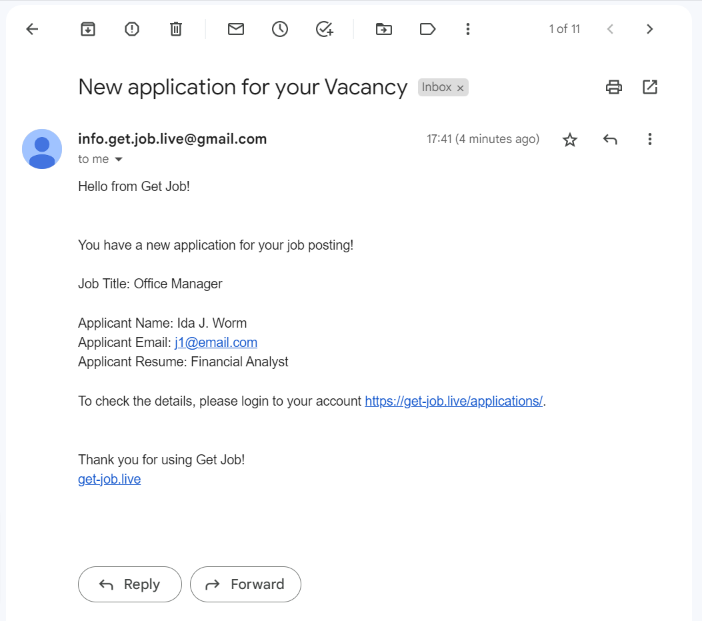 1 of 11
New application for your Vacancy Inbox ×
info.get.job.live@gmail.com 17:41 (4 minutes ago)
to me
Hello from Get Job!
You have a new application for your job posting!
Job Title: Office Manager
Applicant Name: Ida J. Worm
Applicant Email: j1@email.com
Applicant Resume: Financial Analyst
To check the details, please login to your account https://get-job.live/applications/.
Thank you for using Get Job!
get-job.live
Reply Forward